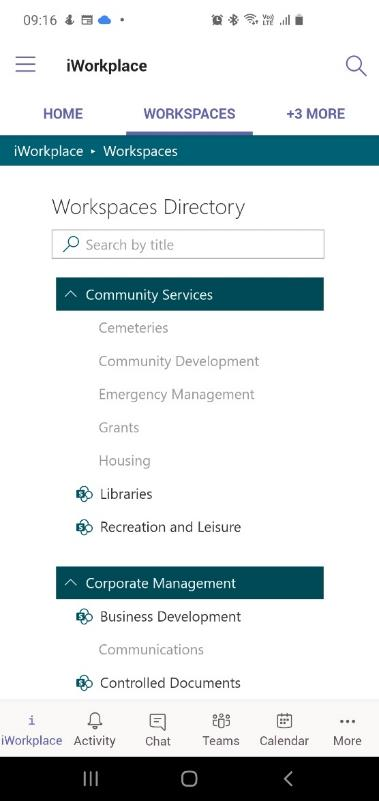 09:16
iWorkplace
HOME WORKSPACES +3 MORE
iWorkplace ▸ Workspaces
Workspaces Directory
Search by title
Community Services
Cemeteries
Community Development
Emergency Management
Grants
Housing
Libraries
Recreation and Leisure
Corporate Management
Business Development
Communications
Controlled Documents
iWorkplace Activity Chat Teams Calendar More